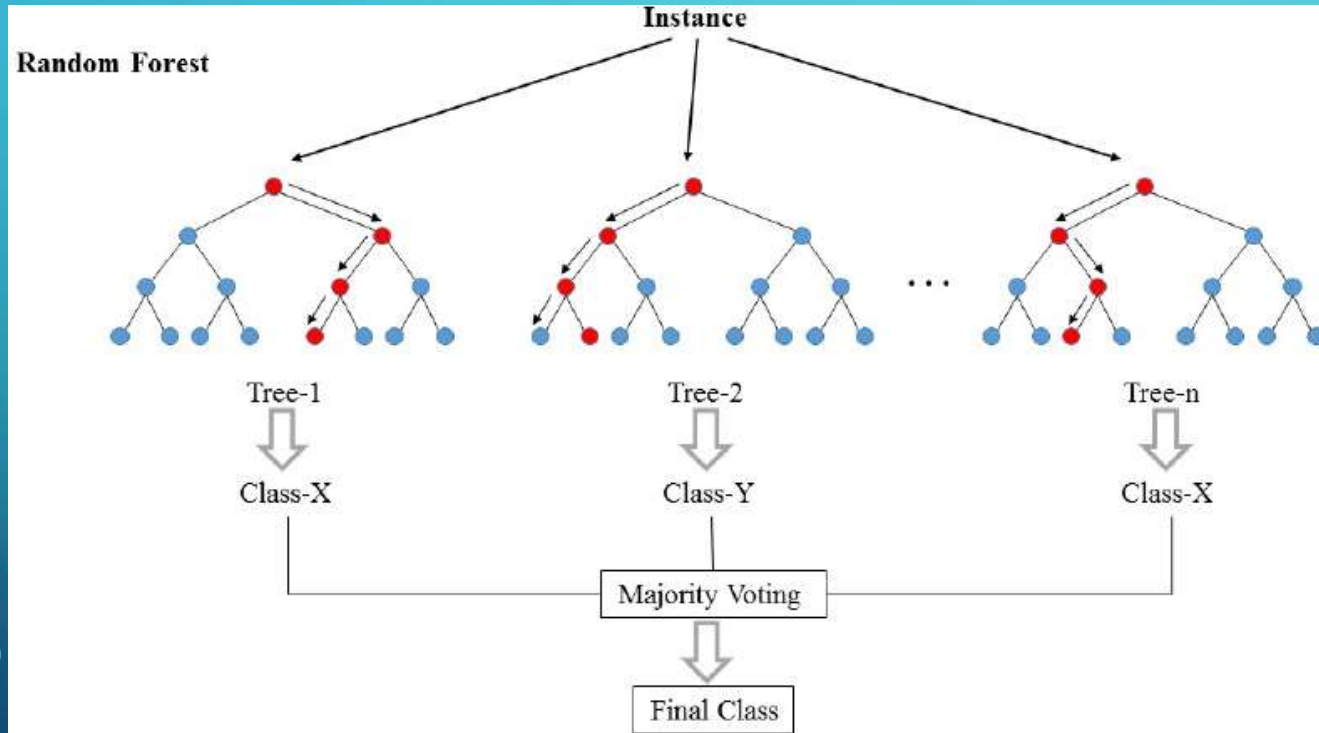 Instance
Random Forest
...
Tree-1 Tree-2 Tree-n
Class-X Class-Y Class-X
Majority Voting
Final Class